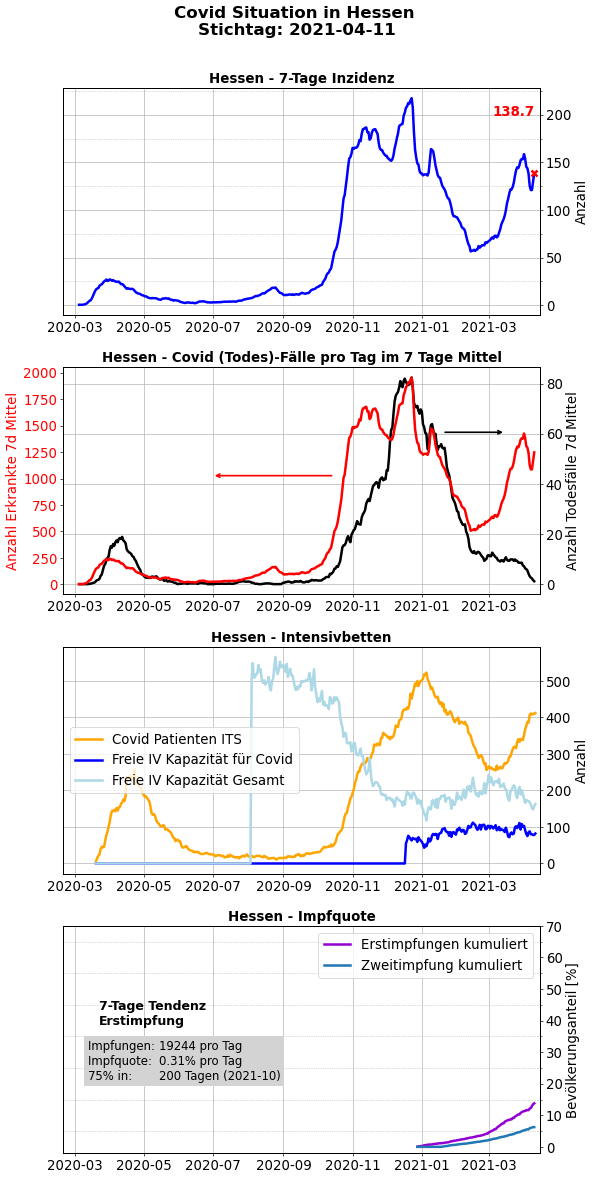 Covid Situation in Hessen
Stichtag: 2021-04-11
Hessen - 7-Tage Inzidenz
138.7
200
150
100
50
0
Anzahl
2020-03 2020-05 2020-07 2020-09 2020-11 2021-01 2021-03
Hessen - Covid (Todes)-Fälle pro Tag im 7 Tage Mittel
Anzahl Erkrankte 7d Mittel
2000
1750
1500
1250
1000
750
500
250
0
80
60
40
20
0
Anzahl Todesfälle 7d Mittel
2020-03 2020-05 2020-07 2020-09 2020-11 2021-01 2021-03
Hessen - Intensivbetten
Covid Patienten ITS
Freie IV Kapazität für Covid
Freie IV Kapazität Gesamt
500
400
300
200
100
0
Anzahl
2020-03 2020-05 2020-07 2020-09 2020-11 2021-01 2021-03
Hessen - Impfquote
Erstimpfungen kumuliert
Zweitimpfung kumuliert
7-Tage Tendenz
Erstimpfung
Impfungen: 19244 pro Tag
Impfquote: 0.31% pro Tag
75% in: 200 Tagen (2021-10)
70
60
50
40
30
20
10
0
Bevölkerungsanteil [%]
2020-03 2020-05 2020-07 2020-09 2020-11 2021-01 2021-03